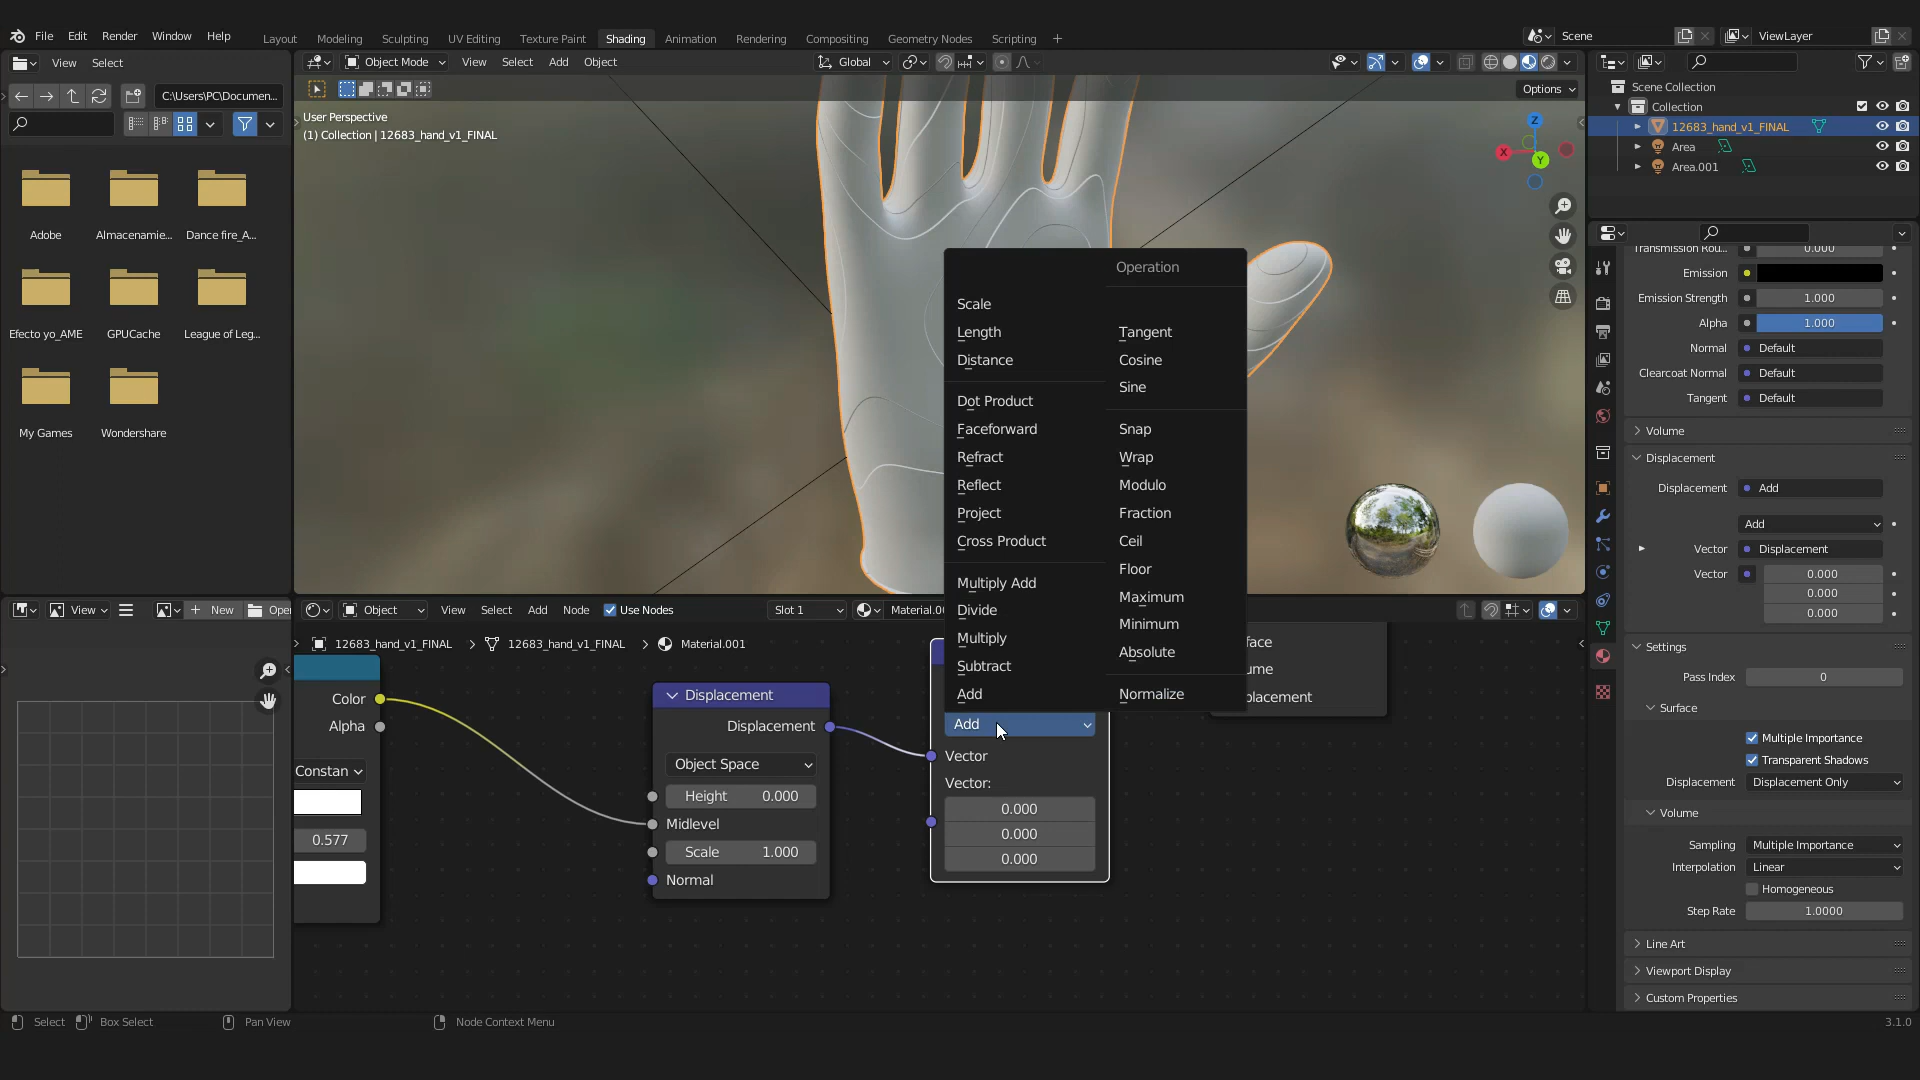 File Edit Render Window Help
Layout Modeling Sculpting UV Editing Texture Paint Shading Animation Rendering Compositing Geometry Nodes Scripting +
Scene
ViewLayer
View Select
Object Mode View Select Add Object
Global
C:\Users\PC\Documen...
Options
User Perspective
(1) Collection | 12683_hand_v1_FINAL
Z
X
Y
Adobe
Almacenamie...
Dance fire_A...
Efecto yo_AME
GPUCache
League of Leg...
My Games
Wondershare
Scene Collection
Collection
12683_hand_v1_FINAL
Area
Area.001
Transmission Rou... 0.000
Emission
Emission Strength 1.000
Alpha 1.000
Normal Default
Clearcoat Normal Default
Tangent Default
Volume
Displacement
Displacement Add
Add
Vector Displacement
Vector 0.000
0.000
0.000
Settings
Pass Index 0
Surface
Multiple Importance
Transparent Shadows
Displacement Displacement Only
Volume
Sampling Multiple Importance
Interpolation Linear
Homogeneous
Step Rate 1.0000
Line Art
Viewport Display
Custom Properties
Operation
Scale
Length
Distance
Dot Product
Faceforward
Refract
Reflect
Project
Cross Product
Multiply Add
Divide
Multiply
Subtract
Add
Tangent
Cosine
Sine
Snap
Wrap
Modulo
Fraction
Ceil
Floor
Maximum
Minimum
Absolute
Normalize
View New Open
Object View Select Add Node Use Nodes Slot 1 Material.00
12683_hand_v1_FINAL > 12683_hand_v1_FINAL > Material.001
Color
Alpha
Constan
0.577
Displacement
Displacement
Object Space
Height 0.000
Midlevel
Scale 1.000
Normal
Add
Vector
Vector:
0.000
0.000
0.000
face
ume
placement
Select Box Select Pan View Node Context Menu
3.1.0